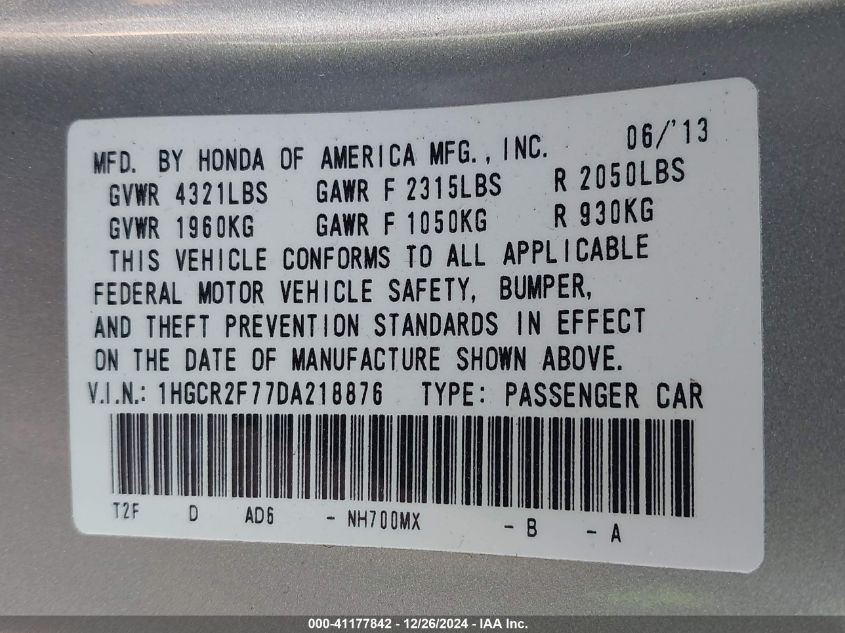 MFD. BY HONDA OF AMERICA MFG., INC. 06/'13
GVWR 4321LBS GAWR F 2315LBS R 2050LBS
GVWR 1960KG GAWR F 1050KG R 930KG
THIS VEHICLE CONFORMS TO ALL APPLICABLE
FEDERAL MOTOR VEHICLE SAFETY, BUMPER,
AND THEFT PREVENTION STANDARDS IN EFFECT
ON THE DATE OF MANUFACTURE SHOWN ABOVE.
V.I.N.: 1HGCR2F77DA218876 TYPE: PASSENGER CAR
T2F D AD6 - NH700MX - B - A
000-41177842 - 12/26/2024 - IAA Inc.